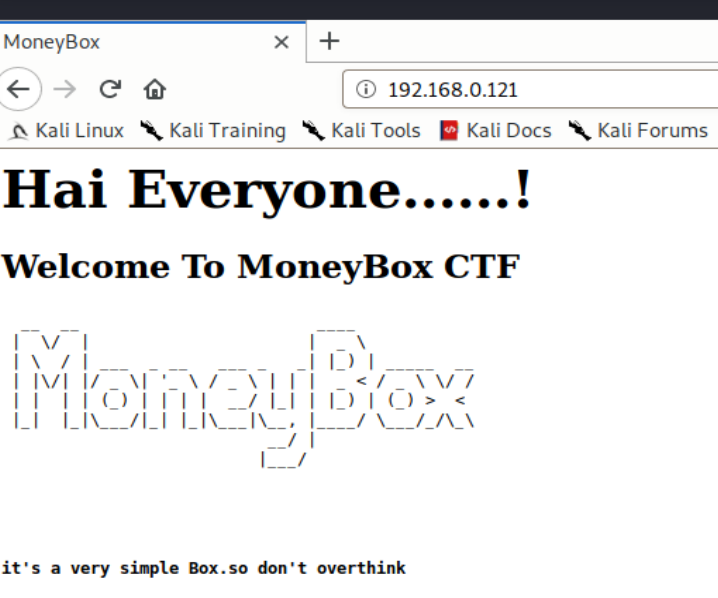 MoneyBox
192.168.0.121
Kali Linux Kali Training Kali Tools Kali Docs Kali Forums
Hai Everyone......!
Welcome To MoneyBox CTF
MoneyBox
it's a very simple Box.so don't overthink